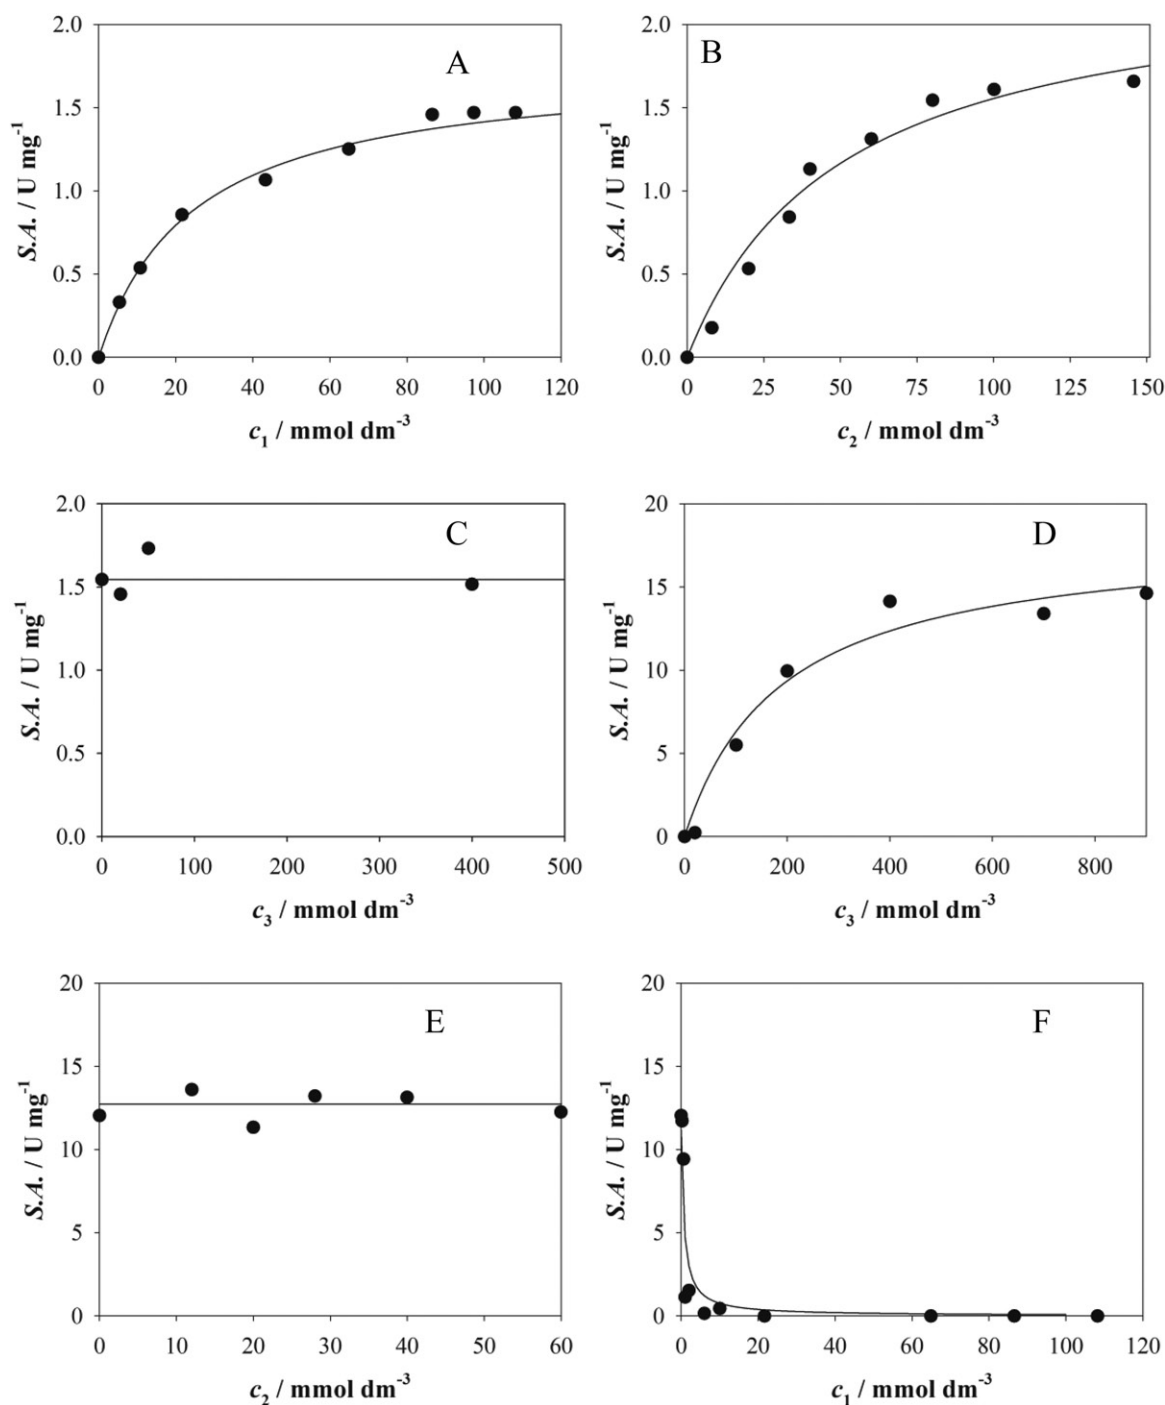 A
2.0
1.5
1.0
0.5
0.0
S.A. / U mg⁻¹
0 20 40 60 80 100 120
c₁ / mmol dm⁻³
B
2.0
1.5
1.0
0.5
0.0
S.A. / U mg⁻¹
0 25 50 75 100 125 150
c₂ / mmol dm⁻³
C
2.0
1.5
1.0
0.5
0.0
S.A. / U mg⁻¹
0 100 200 300 400 500
c₃ / mmol dm⁻³
D
20
15
10
5
0
S.A. / U mg⁻¹
0 200 400 600 800
c₃ / mmol dm⁻³
E
20
15
10
5
0
S.A. / U mg⁻¹
0 10 20 30 40 50 60
c₂ / mmol dm⁻³
F
20
15
10
5
0
S.A. / U mg⁻¹
0 20 40 60 80 100 120
c₁ / mmol dm⁻³